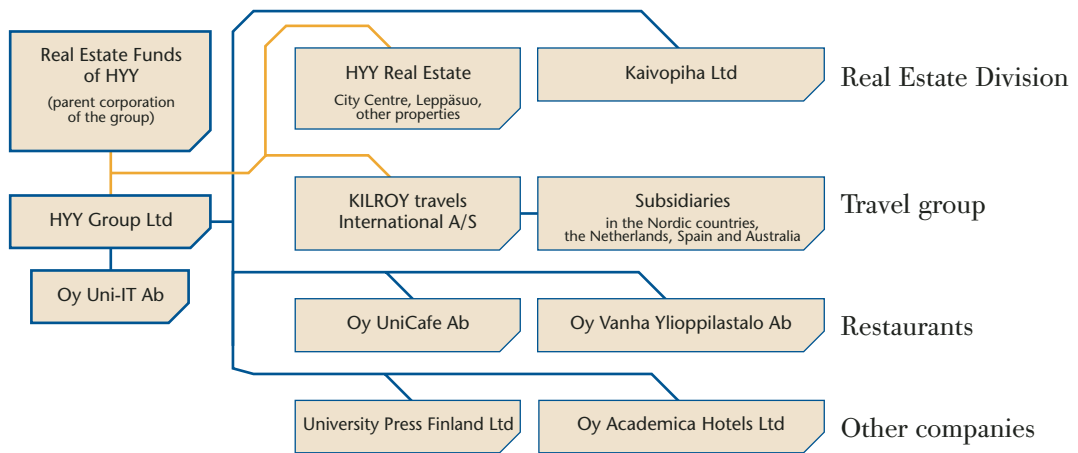 Real Estate Funds
of HYY
(parent corporation
of the group)
HYY Real Estate
City Centre, Leppäsuo,
other properties
Kaivopiha Ltd
Real Estate Division
HYY Group Ltd
KILROY travels
International A/S
Subsidiaries
in the Nordic countries,
the Netherlands, Spain and Australia
Travel group
Oy Uni-IT Ab
Oy UniCafe Ab
Oy Vanha Ylioppilastalo Ab
Restaurants
University Press Finland Ltd
Oy Academica Hotels Ltd
Other companies